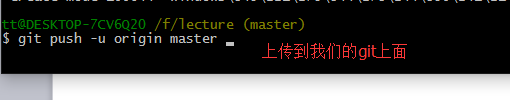 tt@DESKTOP-7CV6Q2O /f/lecture (master)
$ git push -u origin master
上传到我们的git上面